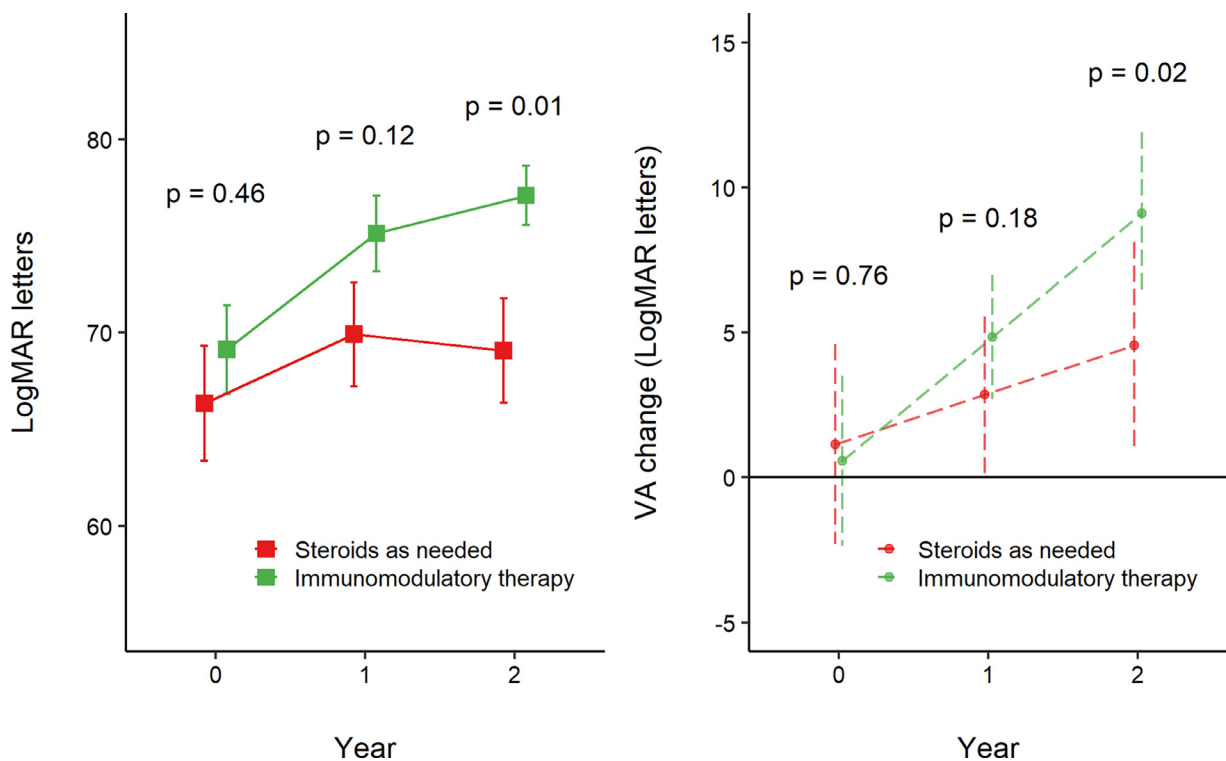 LogMAR letters
80
70
60
p = 0.46
p = 0.12
p = 0.01
Steroids as needed
Immunomodulatory therapy
0
1
2
Year
VA change (LogMAR letters)
15
10
5
0
-5
p = 0.76
p = 0.18
p = 0.02
Steroids as needed
Immunomodulatory therapy
0
1
2
Year